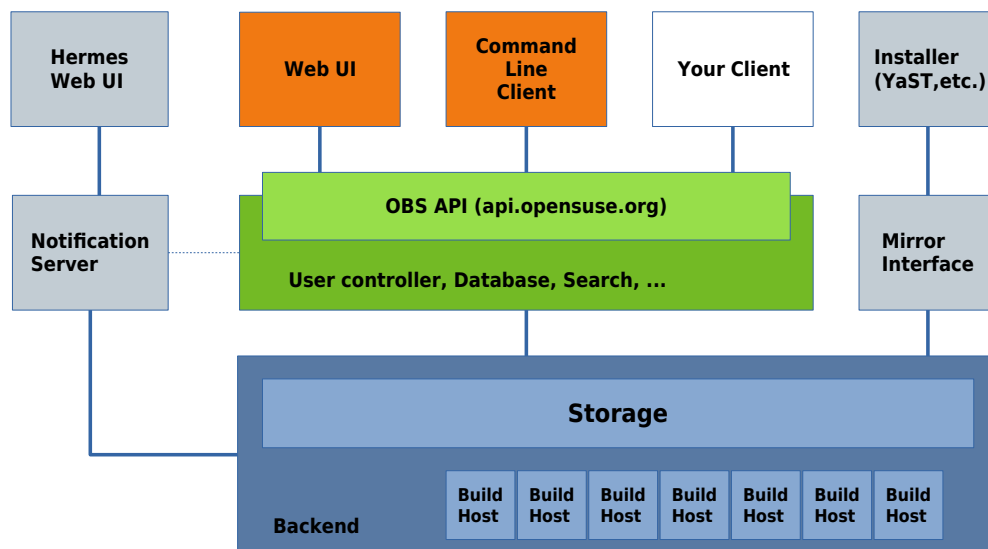 Hermes
Web UI
Web UI
Command
Line
Client
Your Client
Installer
(YaST,etc.)
OBS API (api.opensuse.org)
Notification
Server
Mirror
Interface
User controller, Database, Search, ...
Storage
Build
Host
Build
Host
Build
Host
Build
Host
Build
Host
Build
Host
Build
Host
Backend